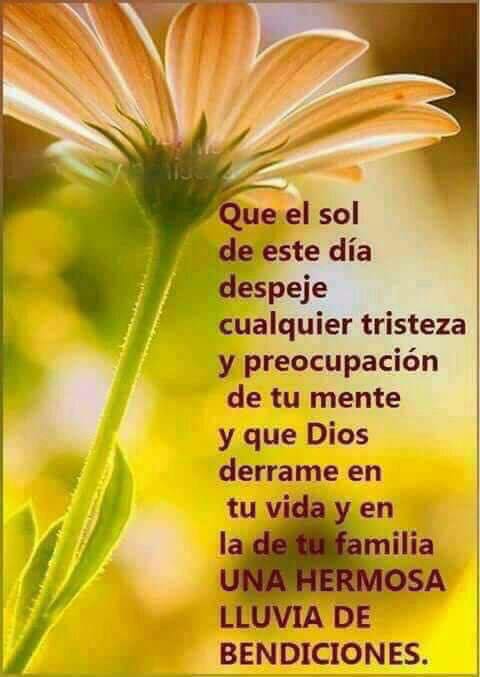 Que el sol
de este día
despeje
cualquier tristeza
y preocupación
de tu mente
y que Dios
derrame en
tu vida y en
la de tu familia
UNA HERMOSA
LLUVIA DE
BENDICIONES.